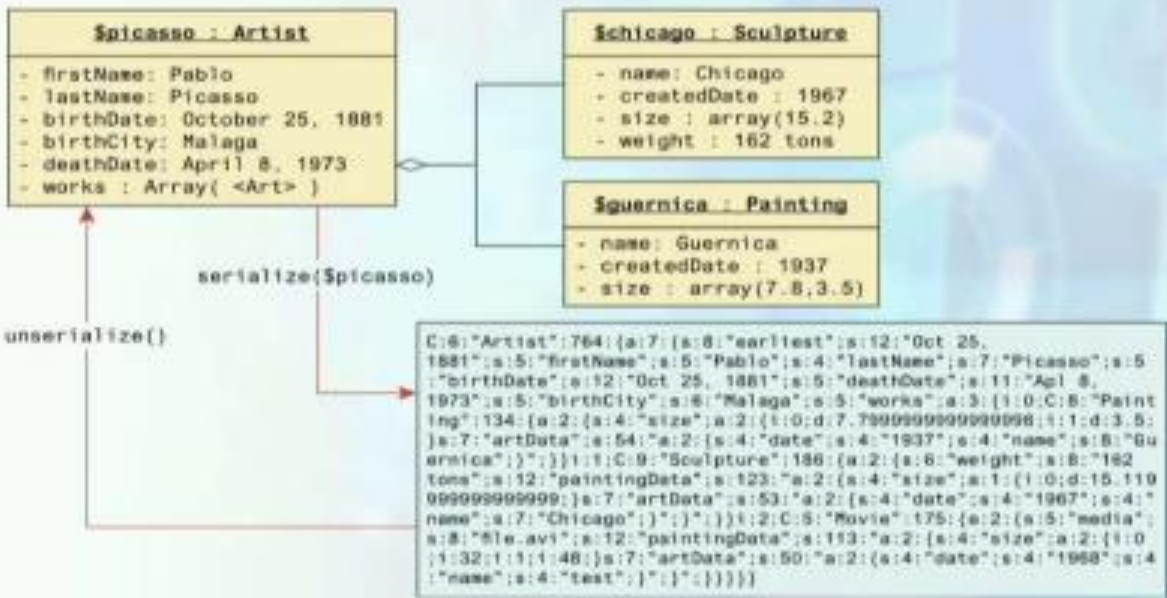 $picasso : Artist
- firstName: Pablo
- lastName: Picasso
- birthDate: October 25, 1881
- birthCity: Malaga
- deathDate: April 8, 1973
- works : Array( <Art> )
$chicago : Sculpture
- name: Chicago
- createdDate : 1967
- size : array(15.2)
- weight : 162 tons
$guernica : Painting
- name: Guernica
- createdDate : 1937
- size : array(7.8,3.5)
serialize($picasso)
unserialize()
C:6:"Artist":764:{a:7:{s:8:"earliest";s:12:"Oct 25,
1881";s:5:"firstName";s:5:"Pablo";s:4:"lastName";s:7:"Picasso";s:5
:"birthDate";s:12:"Oct 25, 1881";s:5:"deathDate";s:11:"Apl 8,
1973";s:5:"birthCity";s:6:"Malaga";s:5:"works";a:3:{i:0;C:8:"Paint
ing":134:{a:2:{s:4:"size";a:2:{i:0;d:7.7999999999999998;i:1;d:3.5;
}s:7:"artData";s:54:"a:2:{s:4:"date";s:4:"1937";s:4:"name";s:8:"Gu
ernica";}";}}i:1;C:9:"Sculpture":186:{a:2:{s:6:"weight";s:8:"162
tons";s:12:"paintingData";s:123:"a:2:{s:4:"size";a:1:{i:0;d:15.119
999999999999;}s:7:"artData";s:53:"a:2:{s:4:"date";s:4:"1967";s:4:"
name";s:7:"Chicago";}";}";}}i:2;C:5:"Movie":175:{a:2:{s:5:"media";
s:8:"file.avi";s:12:"paintingData";s:113:"a:2:{s:4:"size";a:2:{i:0
;i:32;i:1;i:48;}s:7:"artData";s:50:"a:2:{s:4:"date";s:4:"1968";s:4
:"name";s:4:"test";}";}";}}}}